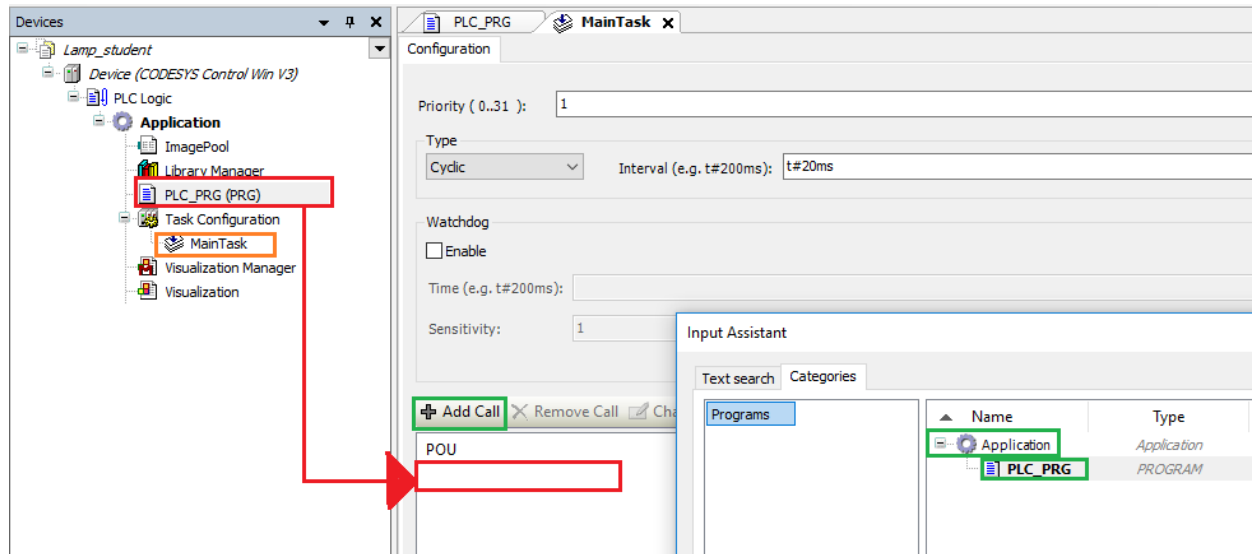 Devices
Lamp_student
Device (CODESYS Control Win V3)
PLC Logic
Application
ImagePool
Library Manager
PLC_PRG (PRG)
Task Configuration
MainTask
Visualization Manager
Visualization
PLC_PRG
MainTask
Configuration
Priority ( 0..31 ):
1
Type
Cyclic
Interval (e.g. t#200ms):
t#20ms
Watchdog
Enable
Time (e.g. t#200ms):
Sensitivity:
1
Add Call
Remove Call
Cha
POU
Input Assistant
Text search
Categories
Programs
Name
Type
Application
Application
PLC_PRG
PROGRAM